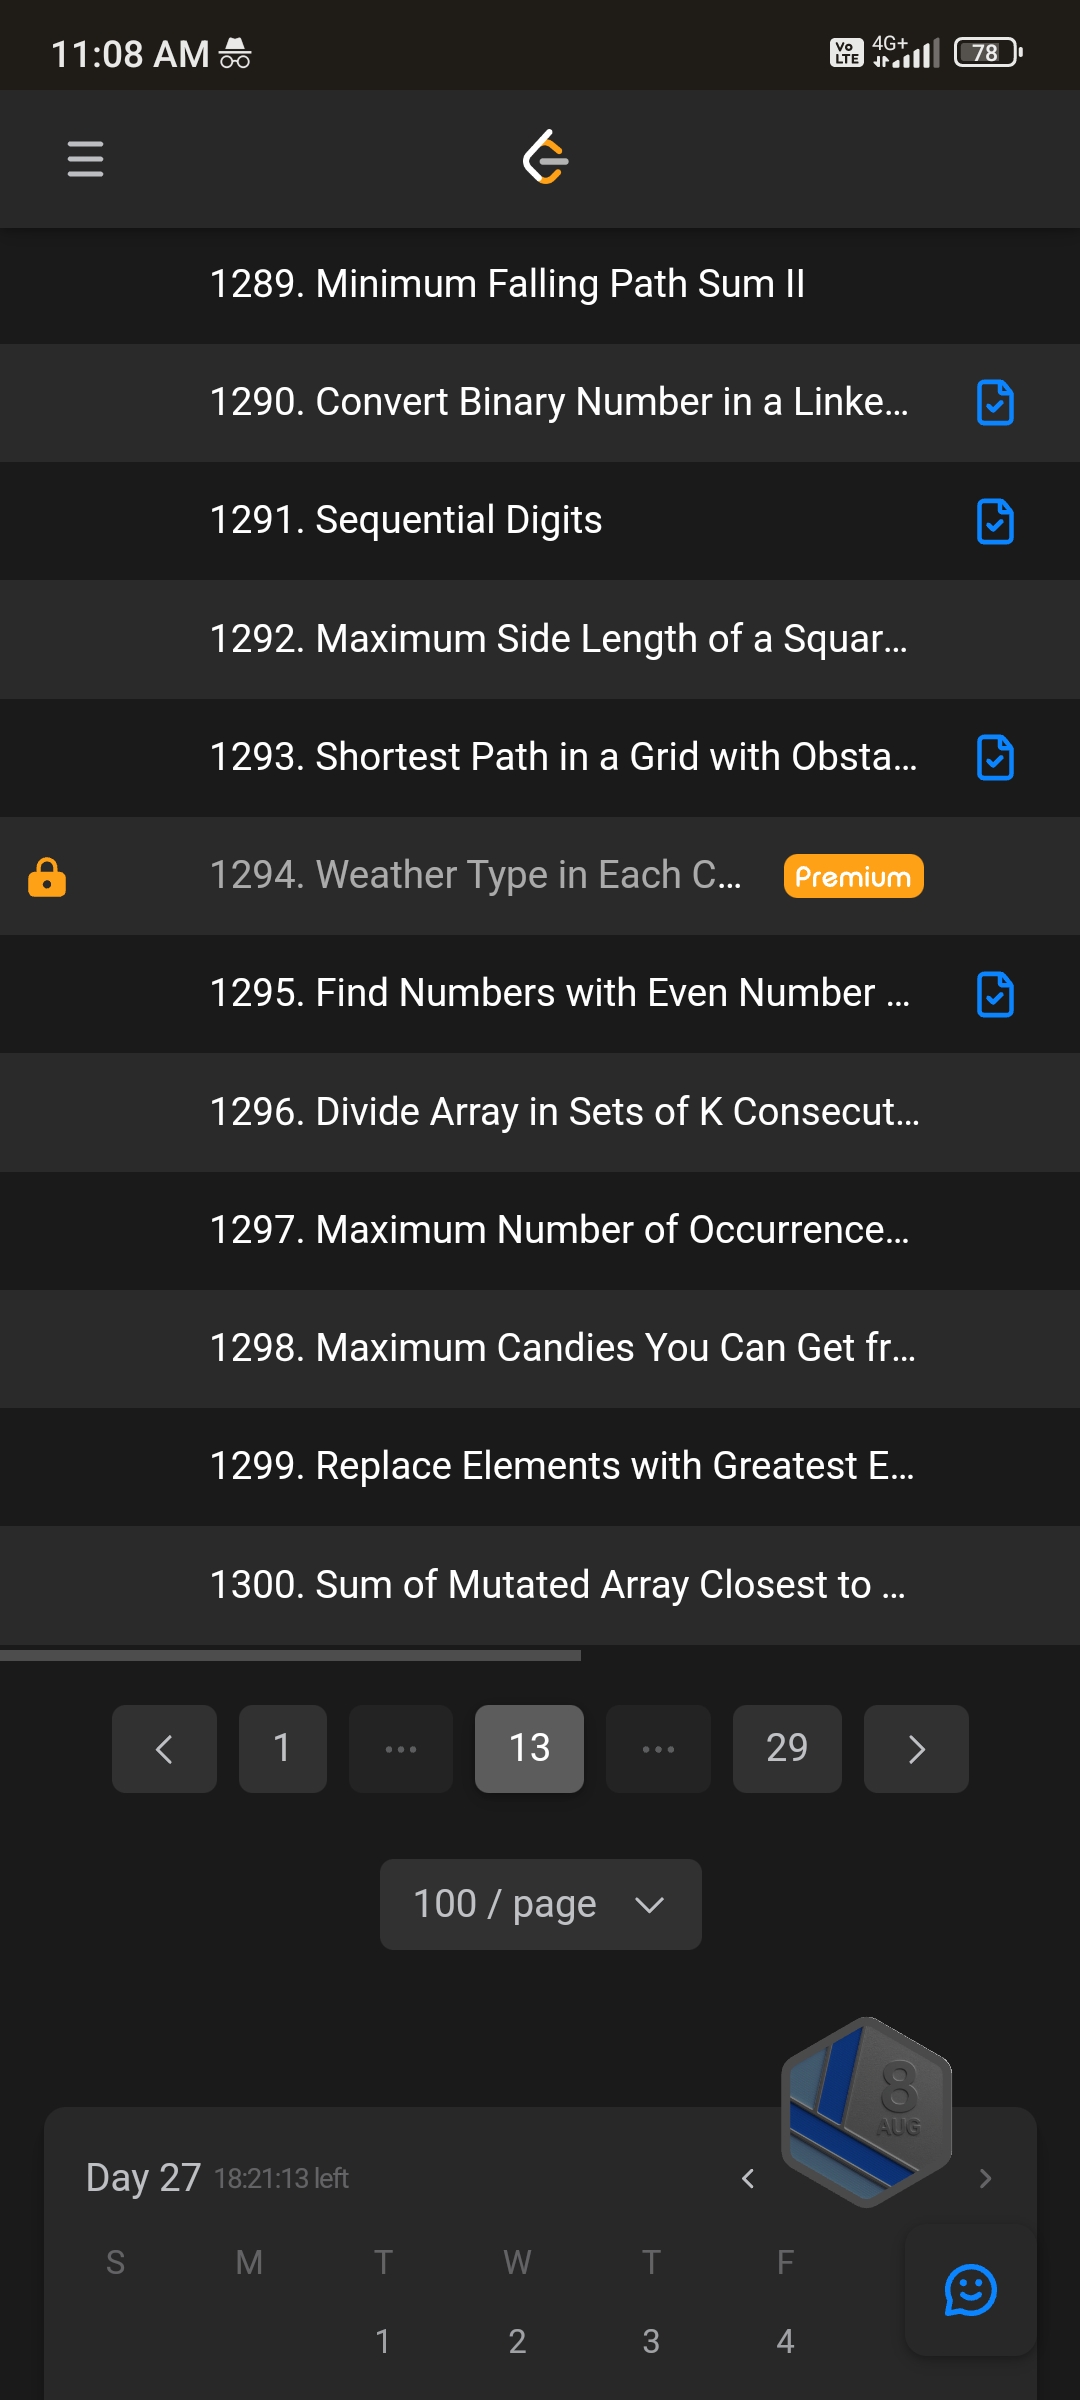 11:08 AM
Vo LTE 4G+ 78
1289. Minimum Falling Path Sum II
1290. Convert Binary Number in a Linke...
1291. Sequential Digits
1292. Maximum Side Length of a Squar...
1293. Shortest Path in a Grid with Obsta...
1294. Weather Type in Each C... Premium
1295. Find Numbers with Even Number ...
1296. Divide Array in Sets of K Consecut...
1297. Maximum Number of Occurrence...
1298. Maximum Candies You Can Get fr...
1299. Replace Elements with Greatest E...
1300. Sum of Mutated Array Closest to ...
1 ... 13 ... 29
100 / page
8
AUG
Day 27 18:21:13 left
S M T W T F
1 2 3 4